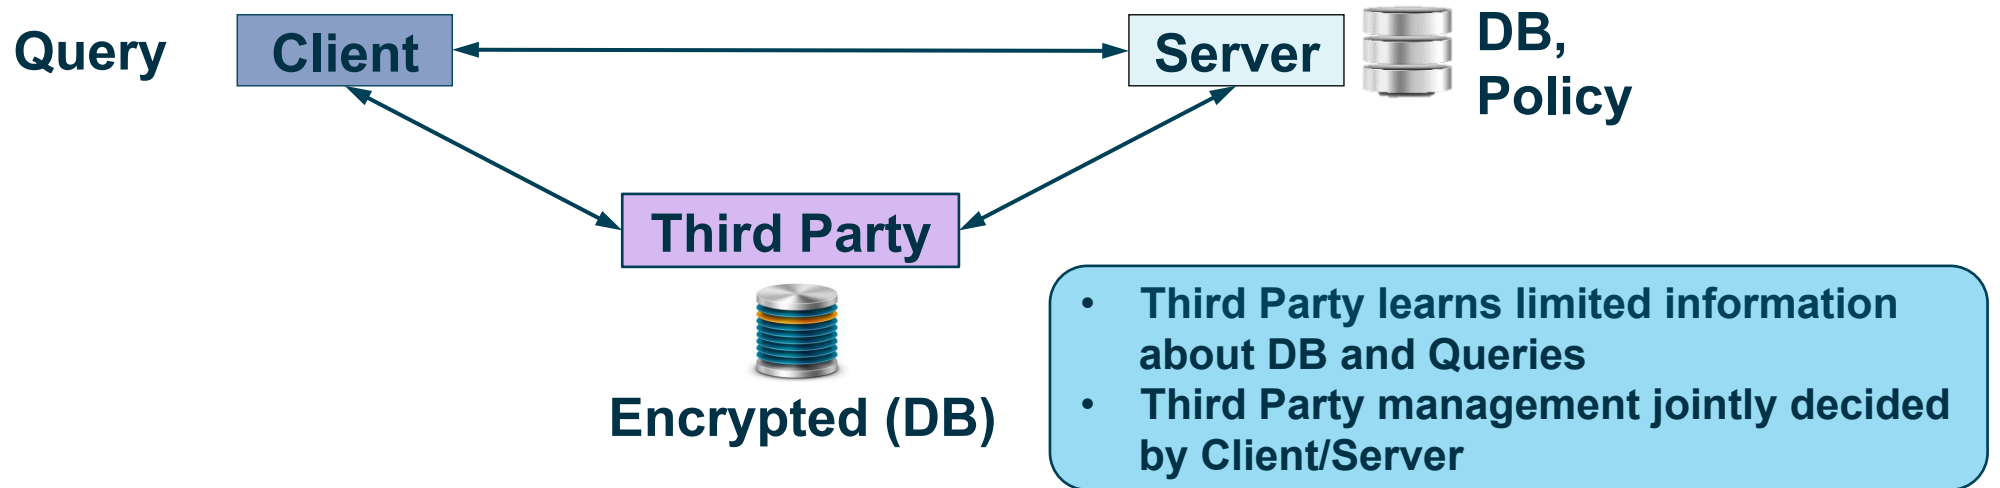 Query
Client
Server
DB,
Policy
Third Party
Encrypted (DB)
• Third Party learns limited information
about DB and Queries
• Third Party management jointly decided
by Client/Server